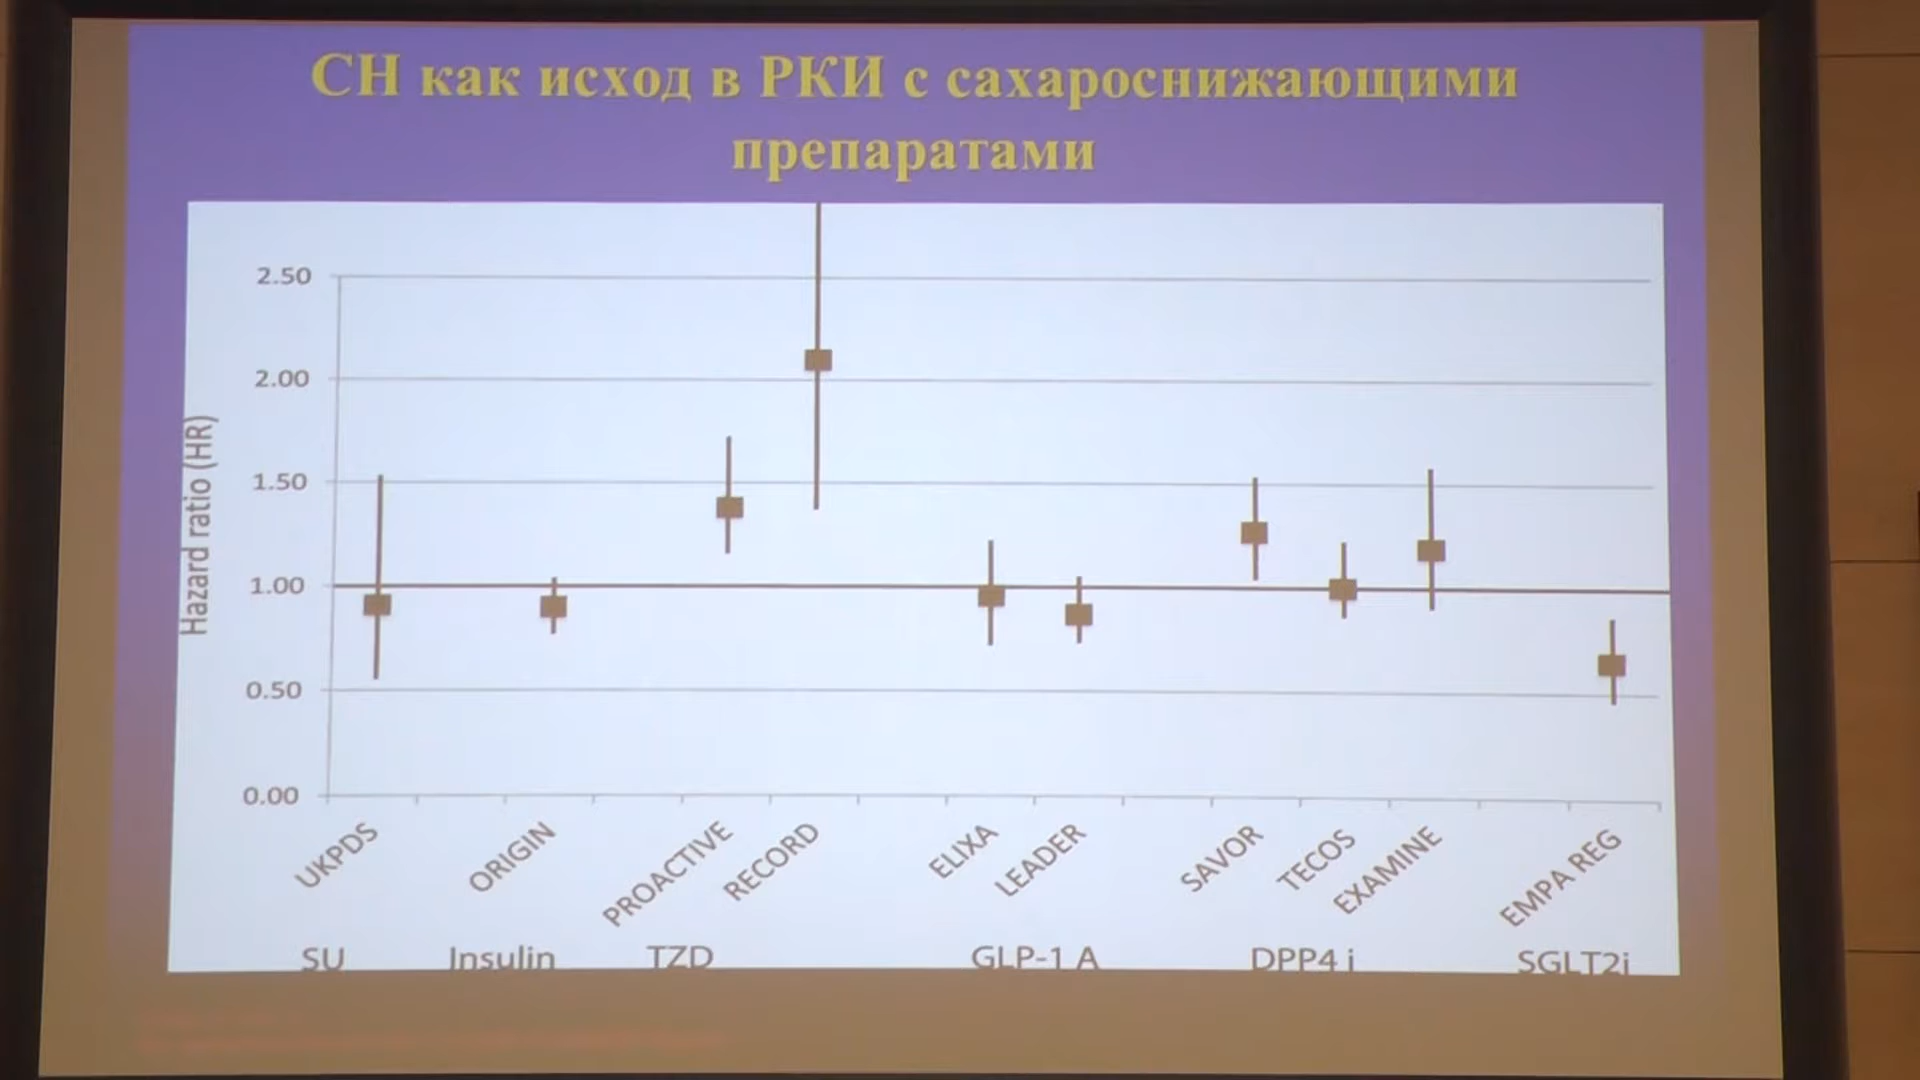 СН как исход в РКИ с сахароснижающими
препаратами
Hazard ratio (HR)
2.50
2.00
1.50
1.00
0.50
0.00
UKPDS
ORIGIN
PROACTIVE
RECORD
ELIXA
LEADER
SAVOR
TECOS
EXAMINE
EMPA REG
SU
Insulin
TZD
GLP-1 A
DPP4 i
SGLT2i